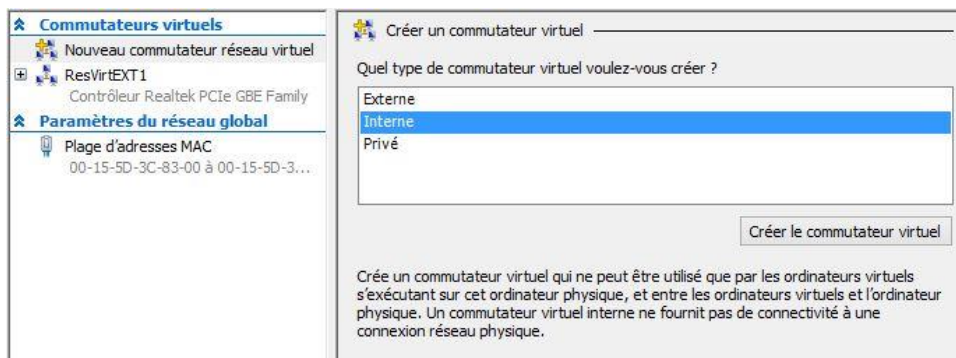 Commutateurs virtuels
Nouveau commutateur réseau virtuel
ResVirtEXT1
Contrôleur Realtek PCIe GBE Family
Paramètres du réseau global
Plage d'adresses MAC
00-15-5D-3C-83-00 à 00-15-5D-3...
Créer un commutateur virtuel
Quel type de commutateur virtuel voulez-vous créer ?
Externe
Interne
Privé
Créer le commutateur virtuel
Crée un commutateur virtuel qui ne peut être utilisé que par les ordinateurs virtuels
s'exécutant sur cet ordinateur physique, et entre les ordinateurs virtuels et l'ordinateur
physique. Un commutateur virtuel interne ne fournit pas de connectivité à une
connexion réseau physique.